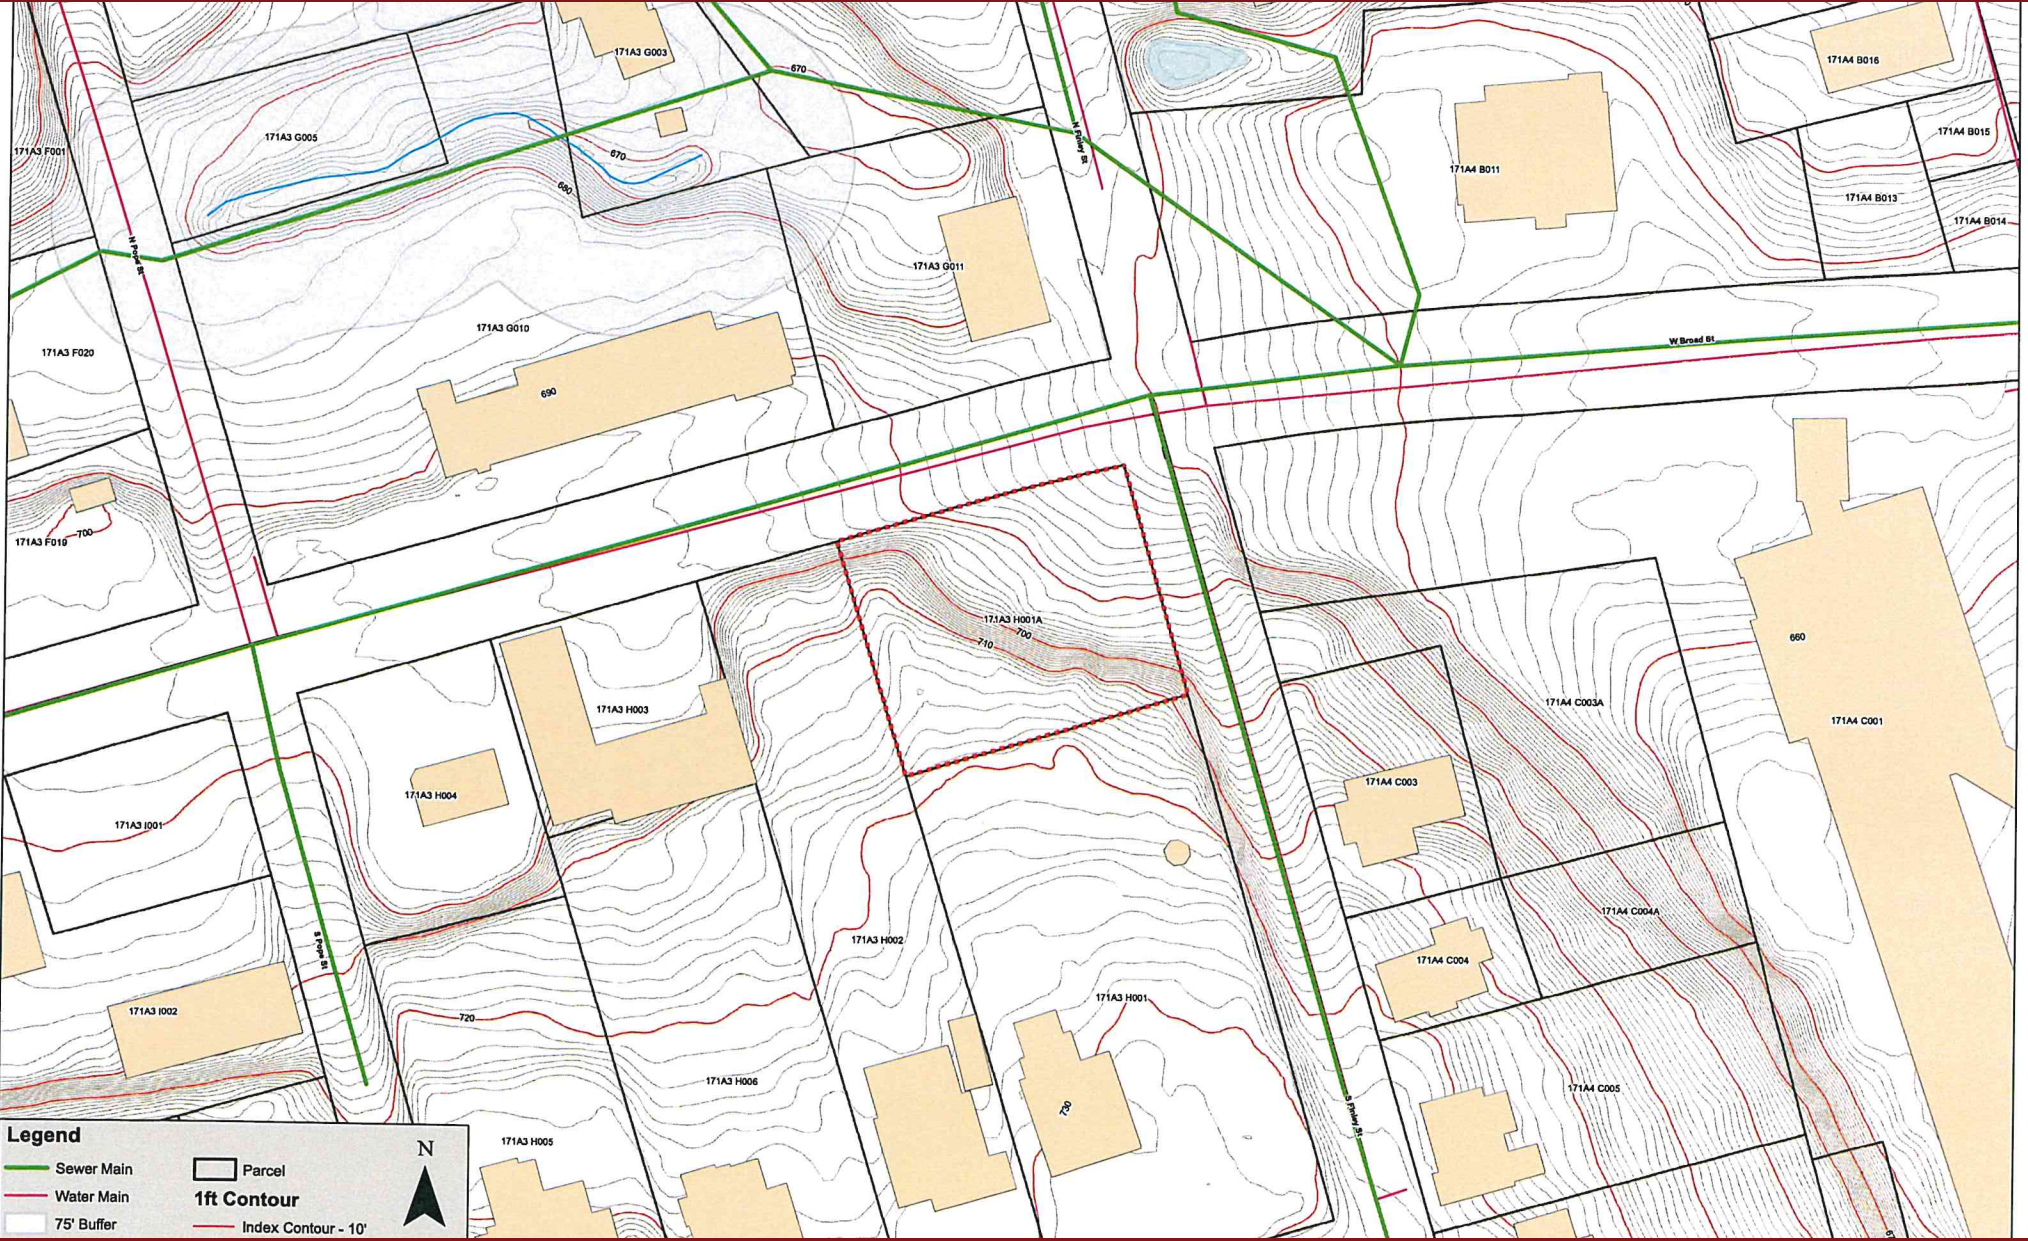 171A3 G003
171A4 B016
670
171A4 B015
171A3 G005
N Finley St
171A3 F001
670
171A4 B011
680
171A4 B013
171A4 B014
N Pope St
171A3 G011
171A3 G010
W Broad St
171A3 F020
690
700
171A3 F019
171A3 H001A
700
710
660
171A4 C003A
171A3 H003
171A4 C001
171A4 C003
171A3 H004
171A3 I001
171A4 C004A
171A3 H002
S Pope St
171A4 C004
171A3 H001
171A3 I002
720
171A3 H006
171A4 C005
730
S Finley St
171A3 H005
Legend
N
Sewer Main
Parcel
Water Main
1ft Contour
75' Buffer
Index Contour - 10'